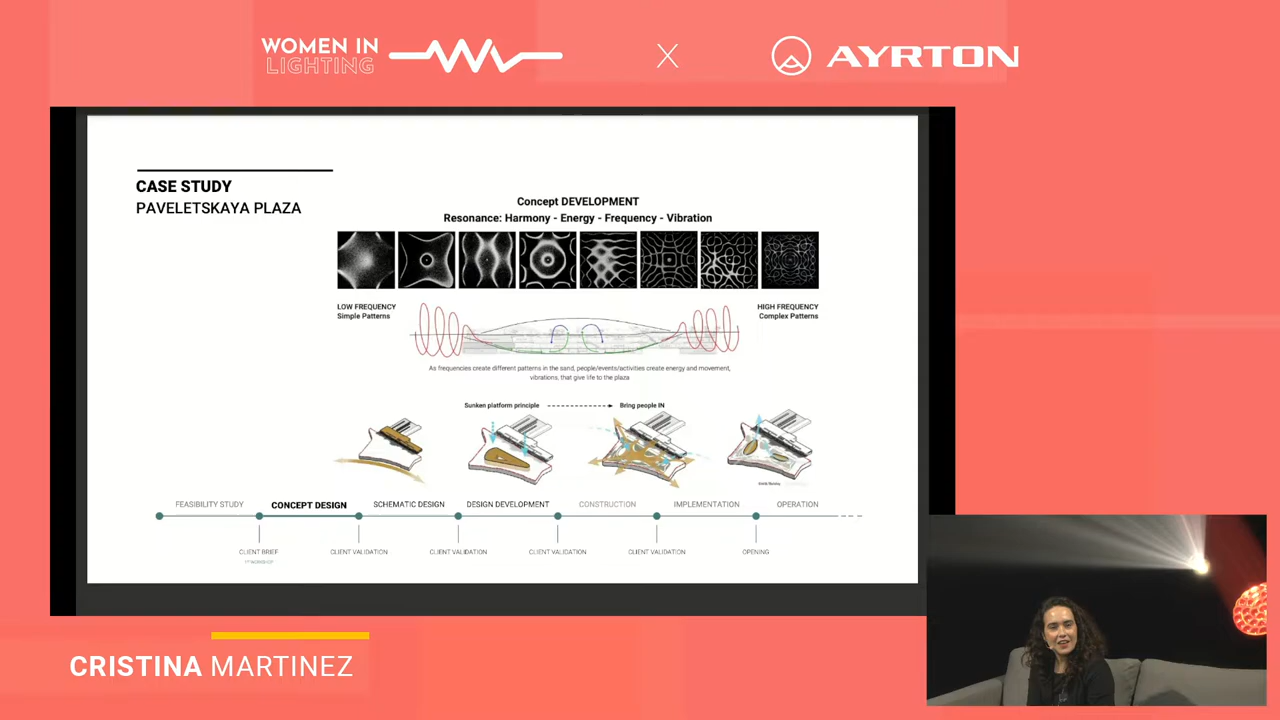 WOMEN IN
LIGHTING
X
AYRTON
CASE STUDY
PAVELETSKAYA PLAZA
Concept DEVELOPMENT
Resonance: Harmony - Energy - Frequency - Vibration
LOW FREQUENCY
Simple Patterns
HIGH FREQUENCY
Complex Patterns
As frequencies create different patterns in the sand, people/events/activities create energy and movement,
vibrations, that give life to the plaza
Sunken platform principle
Bring people IN
FEASIBILITY STUDY
CONCEPT DESIGN
SCHEMATIC DESIGN
DESIGN DEVELOPMENT
CONSTRUCTION
IMPLEMENTATION
OPERATION
CLIENT BRIEF
CLIENT VALIDATION
CLIENT VALIDATION
CLIENT VALIDATION
CLIENT VALIDATION
OPENING
WORKSHOP
CRISTINA MARTINEZ